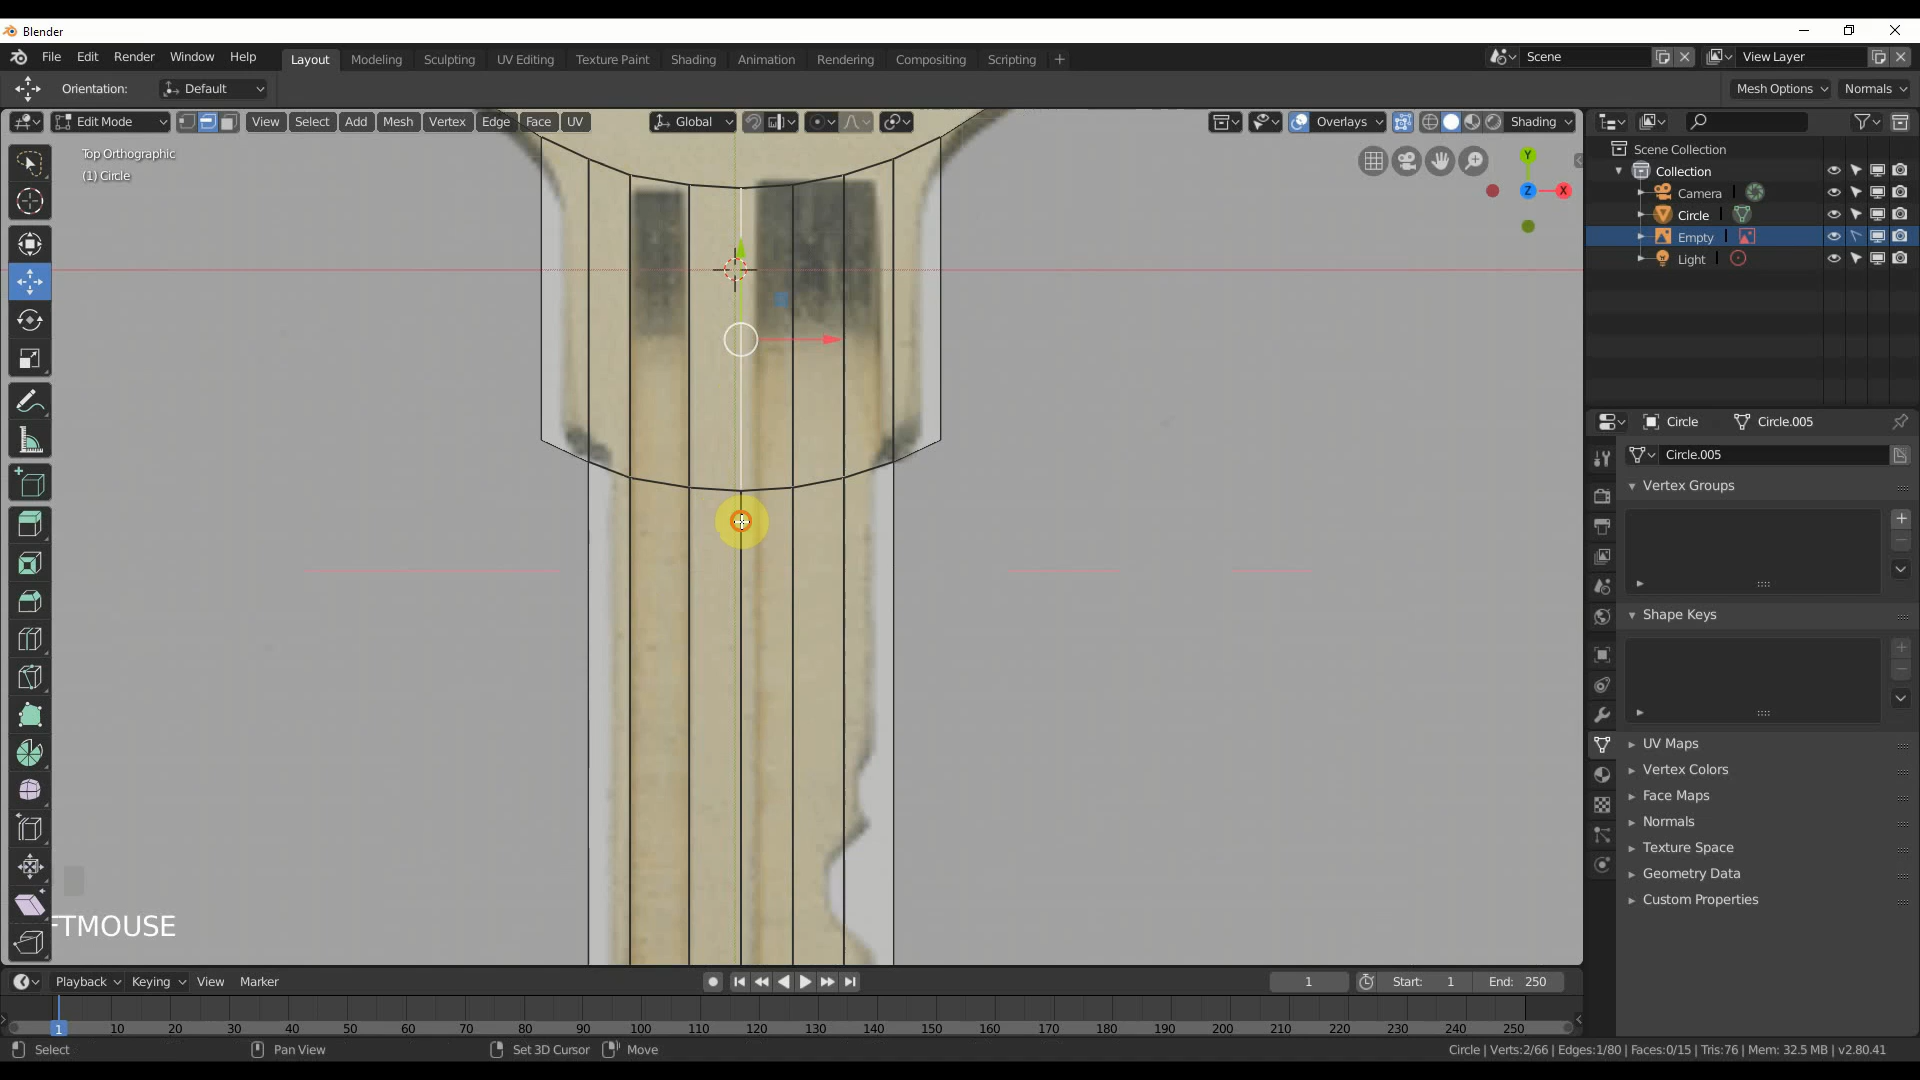 Blender
File Edit Render Window Help Layout Modeling Sculpting UV Editing Texture Paint Shading Animation Rendering Compositing Scripting + Scene View Layer
Orientation: Default Mesh Options Normals
Edit Mode View Select Add Mesh Vertex Edge Face UV Global Overlays Shading
Top Orthographic
(1) Circle
Y
Z X
Scene Collection
Collection
Camera
Circle
Empty
Light
Circle Circle.005
Circle.005
Vertex Groups
Shape Keys
UV Maps
Vertex Colors
Face Maps
Normals
Texture Space
Geometry Data
Custom Properties
FTMOUSE
Playback Keying View Marker 1 Start: 1 End: 250
1 10 20 30 40 50 60 70 80 90 100 110 120 130 140 150 160 170 180 190 200 210 220 230 240 250
Select Pan View Set 3D Cursor Move Circle | Verts:2/66 | Edges:1/80 | Faces:0/15 | Tris:76 | Mem: 32.5 MB | v2.80.41